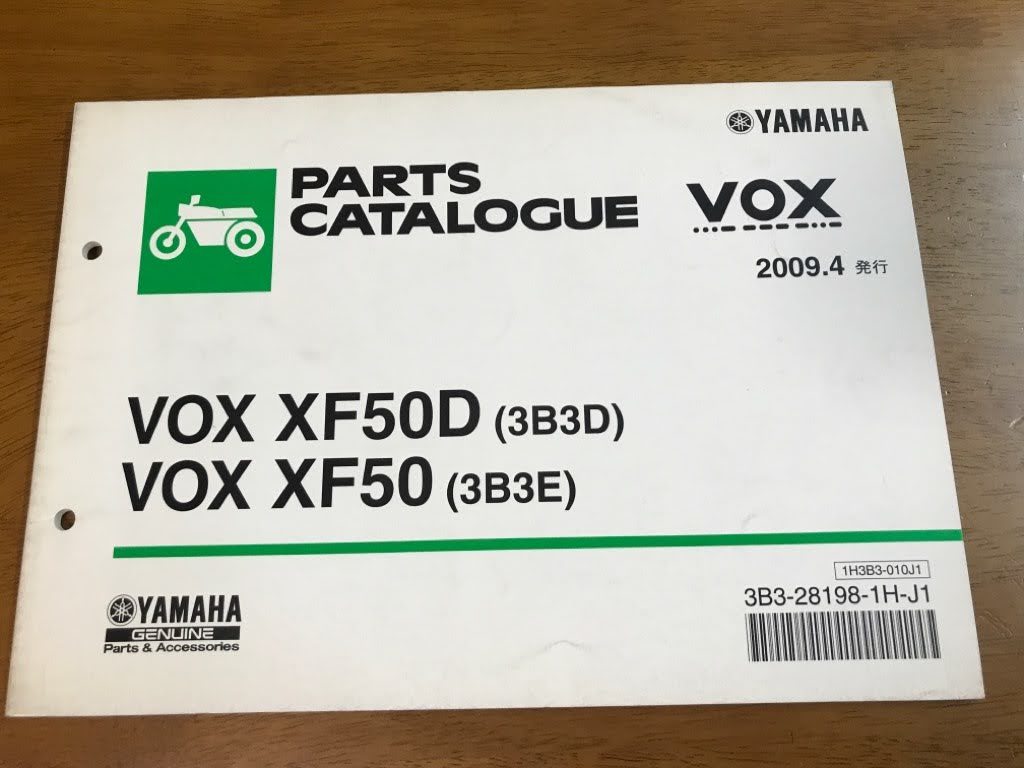 YAMAHA
PARTS
CATALOGUE
VOX
2009.4 発行
VOX XF50D (3B3D)
VOX XF50 (3B3E)
1H3B3-010J1
3B3-28198-1H-J1
YAMAHA
GENUINE
Parts & Accessories